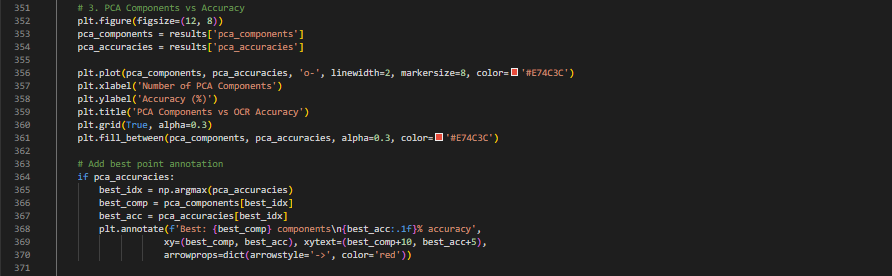 351 # 3. PCA Components vs Accuracy
352 plt.figure(figsize=(12, 8))
353 pca_components = results['pca_components']
354 pca_accuracies = results['pca_accuracies']
355
356 plt.plot(pca_components, pca_accuracies, 'o-', linewidth=2, markersize=8, color='#E74C3C')
357 plt.xlabel('Number of PCA Components')
358 plt.ylabel('Accuracy (%)')
359 plt.title('PCA Components vs OCR Accuracy')
360 plt.grid(True, alpha=0.3)
361 plt.fill_between(pca_components, pca_accuracies, alpha=0.3, color='#E74C3C')
362
363 # Add best point annotation
364 if pca_accuracies:
365     best_idx = np.argmax(pca_accuracies)
366     best_comp = pca_components[best_idx]
367     best_acc = pca_accuracies[best_idx]
368     plt.annotate(f'Best: {best_comp} components\n{best_acc:.1f}% accuracy',
369                 xy=(best_comp, best_acc), xytext=(best_comp+10, best_acc+5),
370                 arrowprops=dict(arrowstyle='->', color='red'))
371